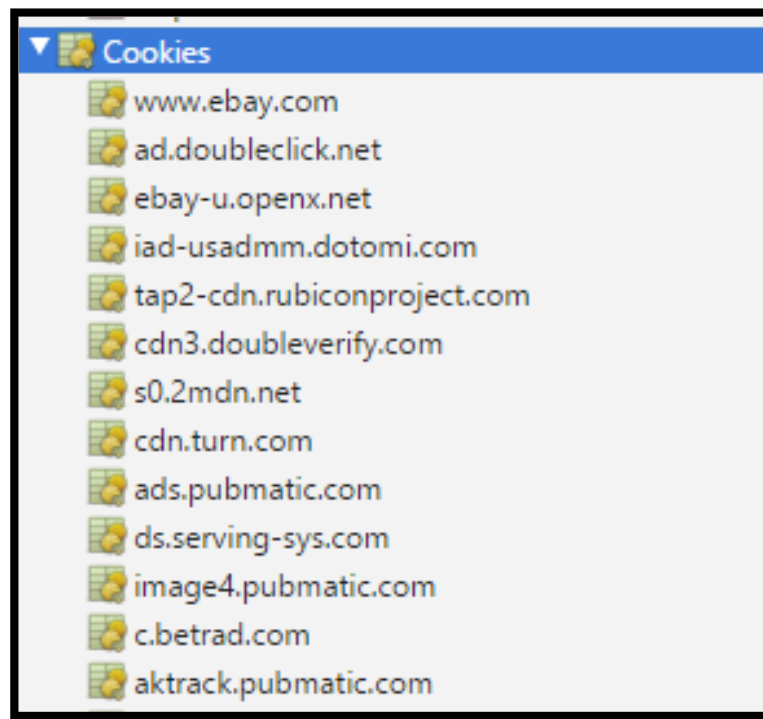 Cookies
www.ebay.com
ad.doubleclick.net
ebay-u.openx.net
iad-usadmm.dotomi.com
tap2-cdn.rubiconproject.com
cdn3.doubleverify.com
s0.2mdn.net
cdn.turn.com
ads.pubmatic.com
ds.serving-sys.com
image4.pubmatic.com
c.betrad.com
aktrack.pubmatic.com